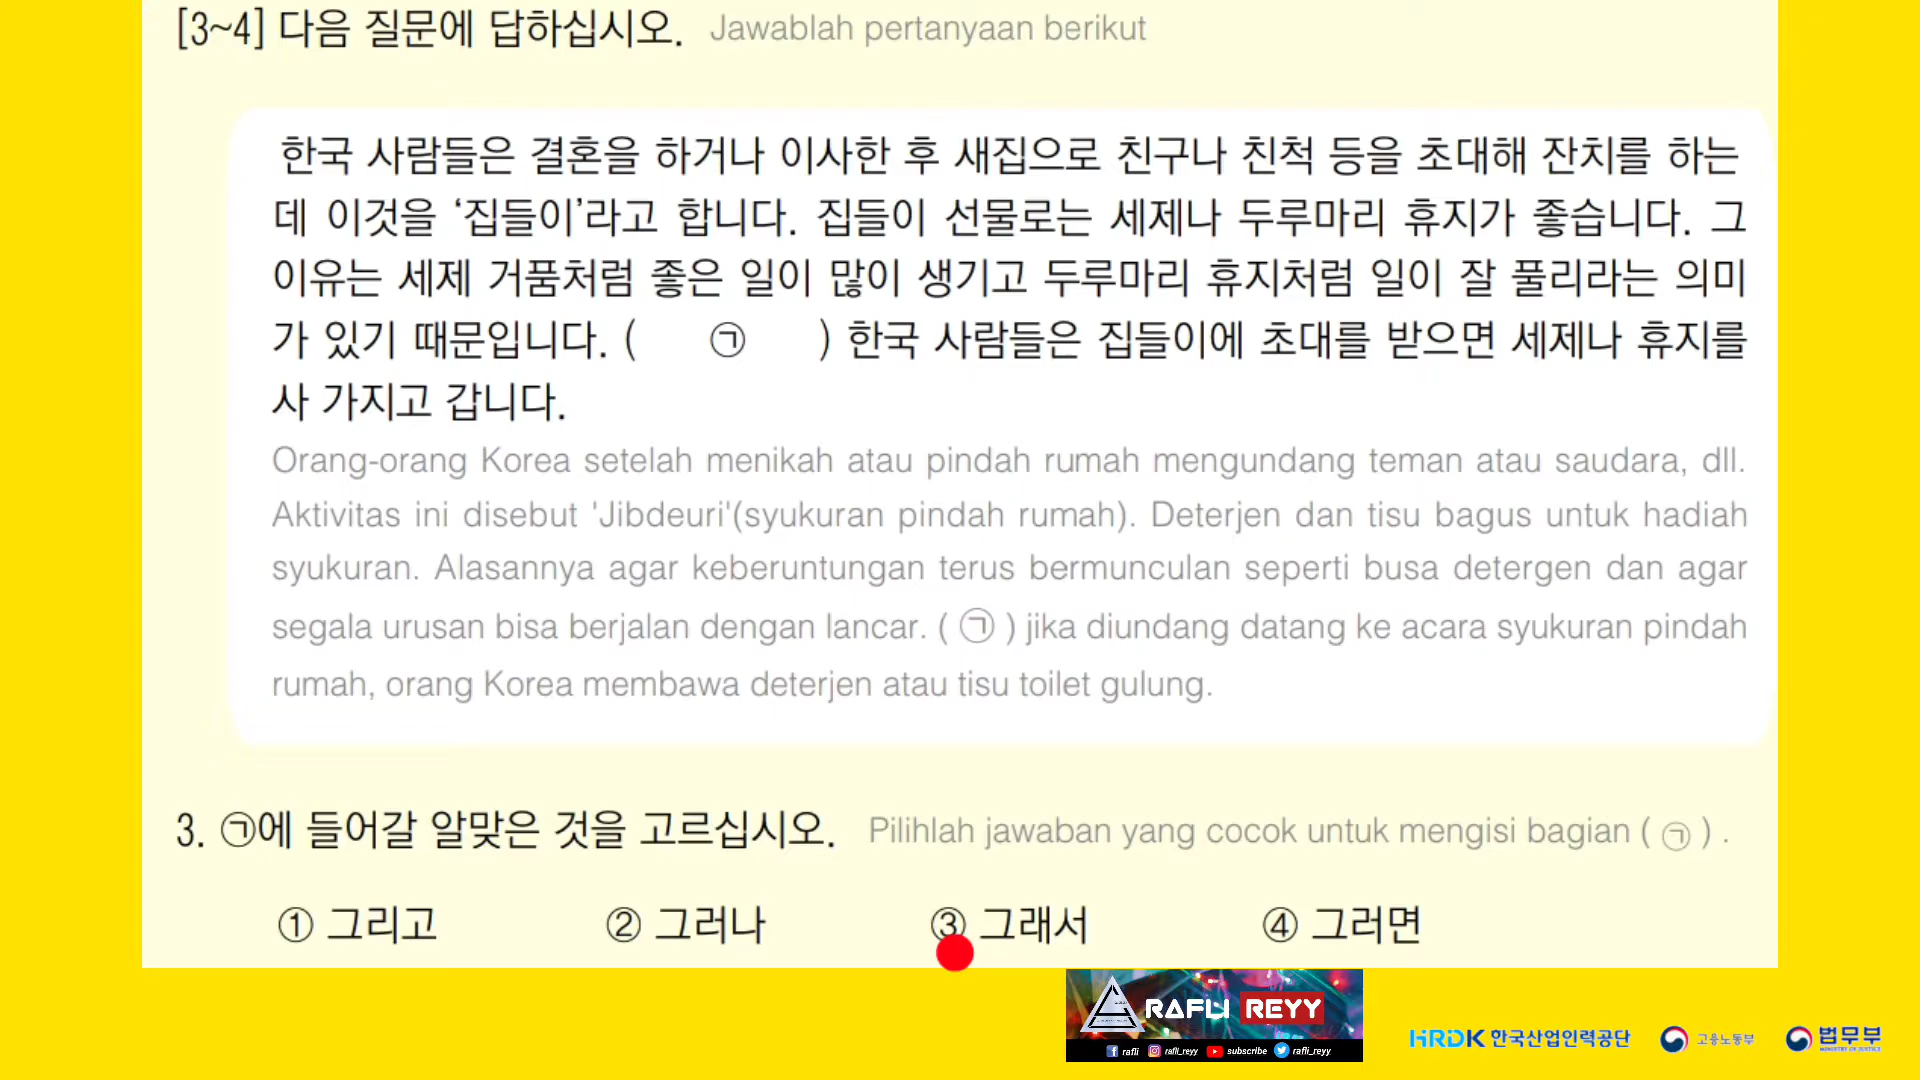 [3~4] 다음 질문에 답하십시오. Jawablah pertanyaan berikut
한국 사람들은 결혼을 하거나 이사한 후 새집으로 친구나 친척 등을 초대해 잔치를 하는
데 이것을 ‘집들이’라고 합니다. 집들이 선물로는 세제나 두루마리 휴지가 좋습니다. 그
이유는 세제 거품처럼 좋은 일이 많이 생기고 두루마리 휴지처럼 일이 잘 풀리라는 의미
가 있기 때문입니다. ( ㉠ ) 한국 사람들은 집들이에 초대를 받으면 세제나 휴지를
사 가지고 갑니다.
Orang-orang Korea setelah menikah atau pindah rumah mengundang teman atau saudara, dll.
Aktivitas ini disebut 'Jibdeuri'(syukuran pindah rumah). Deterjen dan tisu bagus untuk hadiah
syukuran. Alasannya agar keberuntungan terus bermunculan seperti busa detergen dan agar
segala urusan bisa berjalan dengan lancar. ( ㉠ ) jika diundang datang ke acara syukuran pindah
rumah, orang Korea membawa deterjen atau tisu toilet gulung.
3. ㉠에 들어갈 알맞은 것을 고르십시오. Pilihlah jawaban yang cocok untuk mengisi bagian ( ㉠ ) .
① 그리고 ② 그러나 ③ 그래서 ④ 그러면
RAFLI REYY
rafli rafli_reyy subscribe rafli_reyy
HRDK 한국산업인력공단 고용노동부 법무부
MINISTRY OF JUSTICE